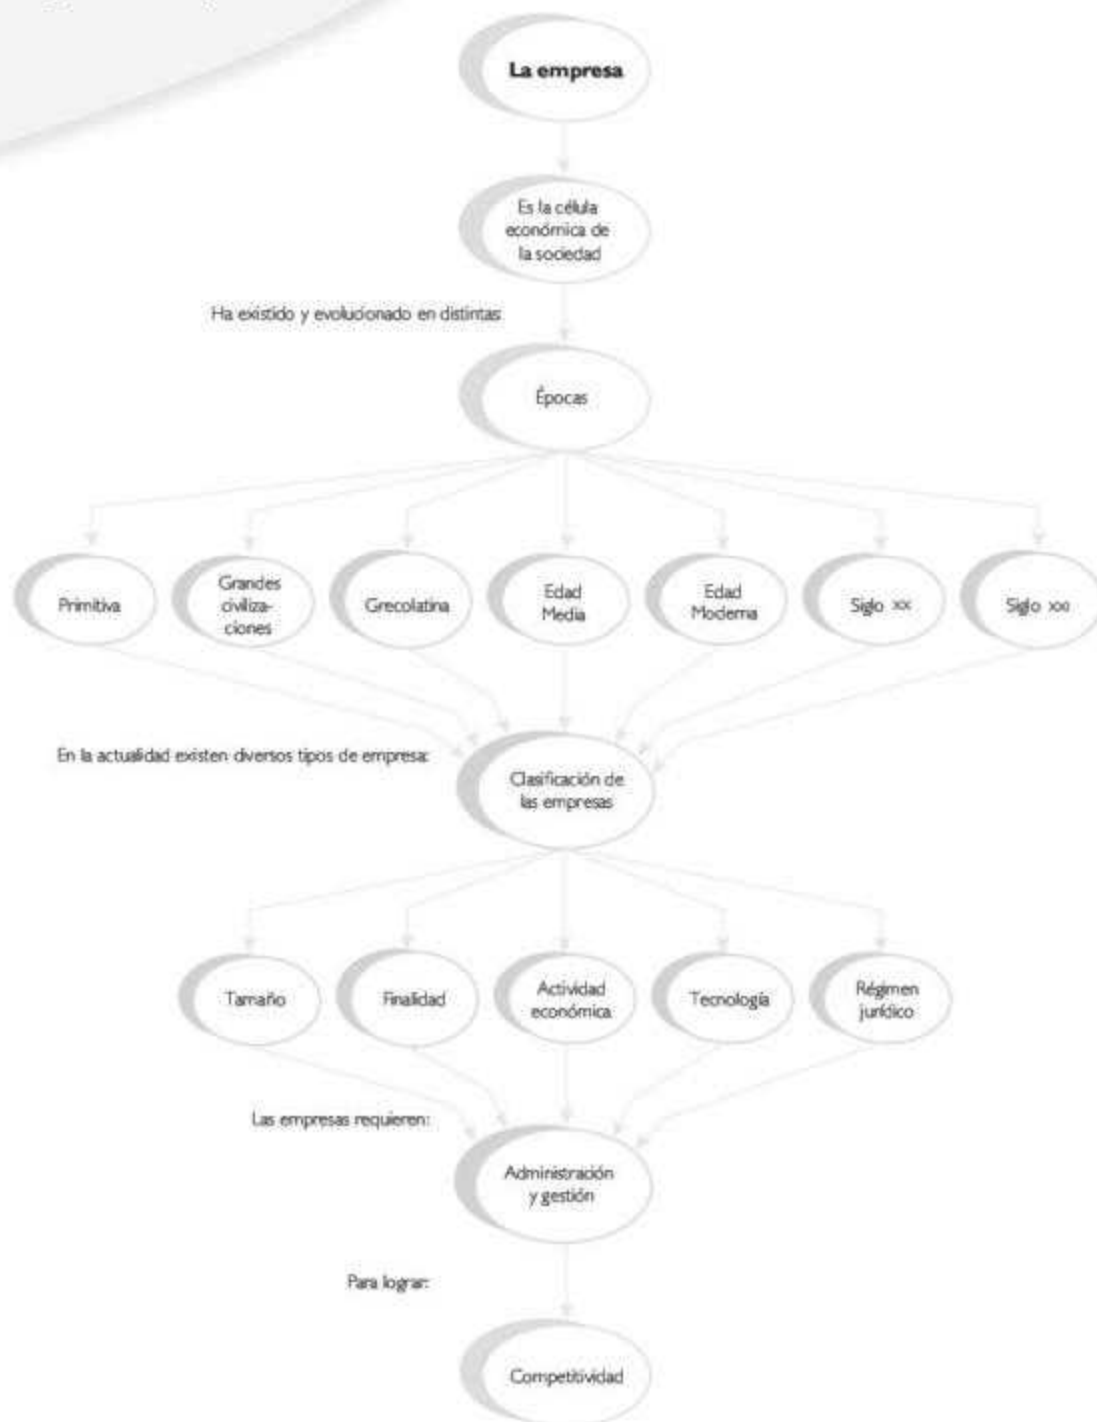 La empresa
Es la célula
económica de
la sociedad
Ha existido y evolucionado en distintas
Épocas
Primitiva
Grandes
civiliza-
ciones
Grecolatina
Edad
Media
Edad
Moderna
Siglo XX
Siglo XXI
En la actualidad existen diversos tipos de empresa:
Clasificación de
las empresas
Tamaño
Finalidad
Actividad
económica
Tecnología
Régimen
jurídico
Las empresas requieren:
Administración
y gestión
Para lograr:
Competitividad